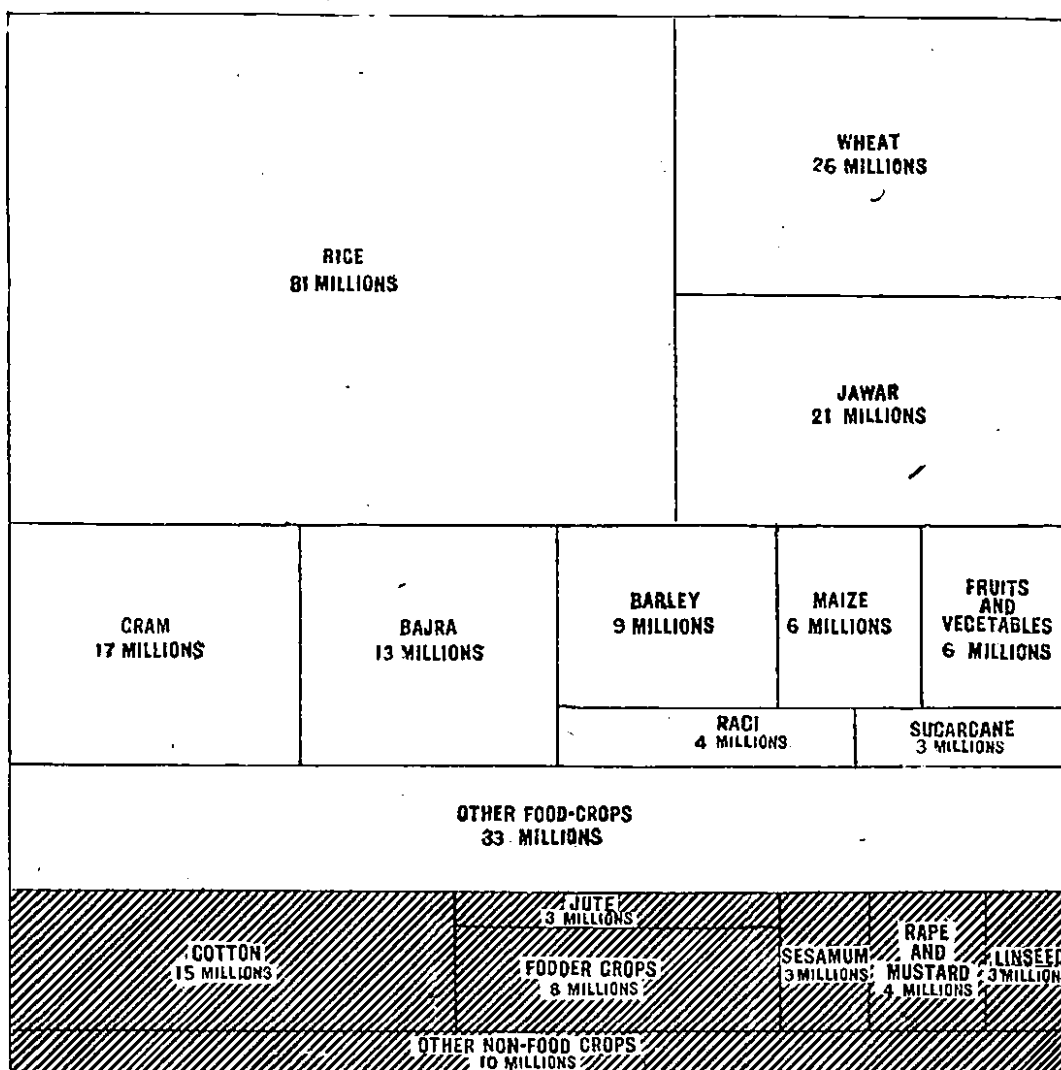 WHEAT
26 MILLIONS
RICE
81 MILLIONS
JAWAR
21 MILLIONS
GRAM
17 MILLIONS
BAJRA
13 MILLIONS
BARLEY
9 MILLIONS
MAIZE
6 MILLIONS
FRUITS
AND
VEGETABLES
6 MILLIONS
RAGI
4 MILLIONS
SUGARCANE
3 MILLIONS
OTHER FOOD-CROPS
33 MILLIONS
JUTE
3 MILLIONS
COTTON
15 MILLIONS
FODDER CROPS
8 MILLIONS
SESAMUM
3 MILLIONS
RAPE
AND
MUSTARD
4 MILLIONS
LINSEED
3 MILLION
OTHER NON-FOOD CROPS
10 MILLIONS